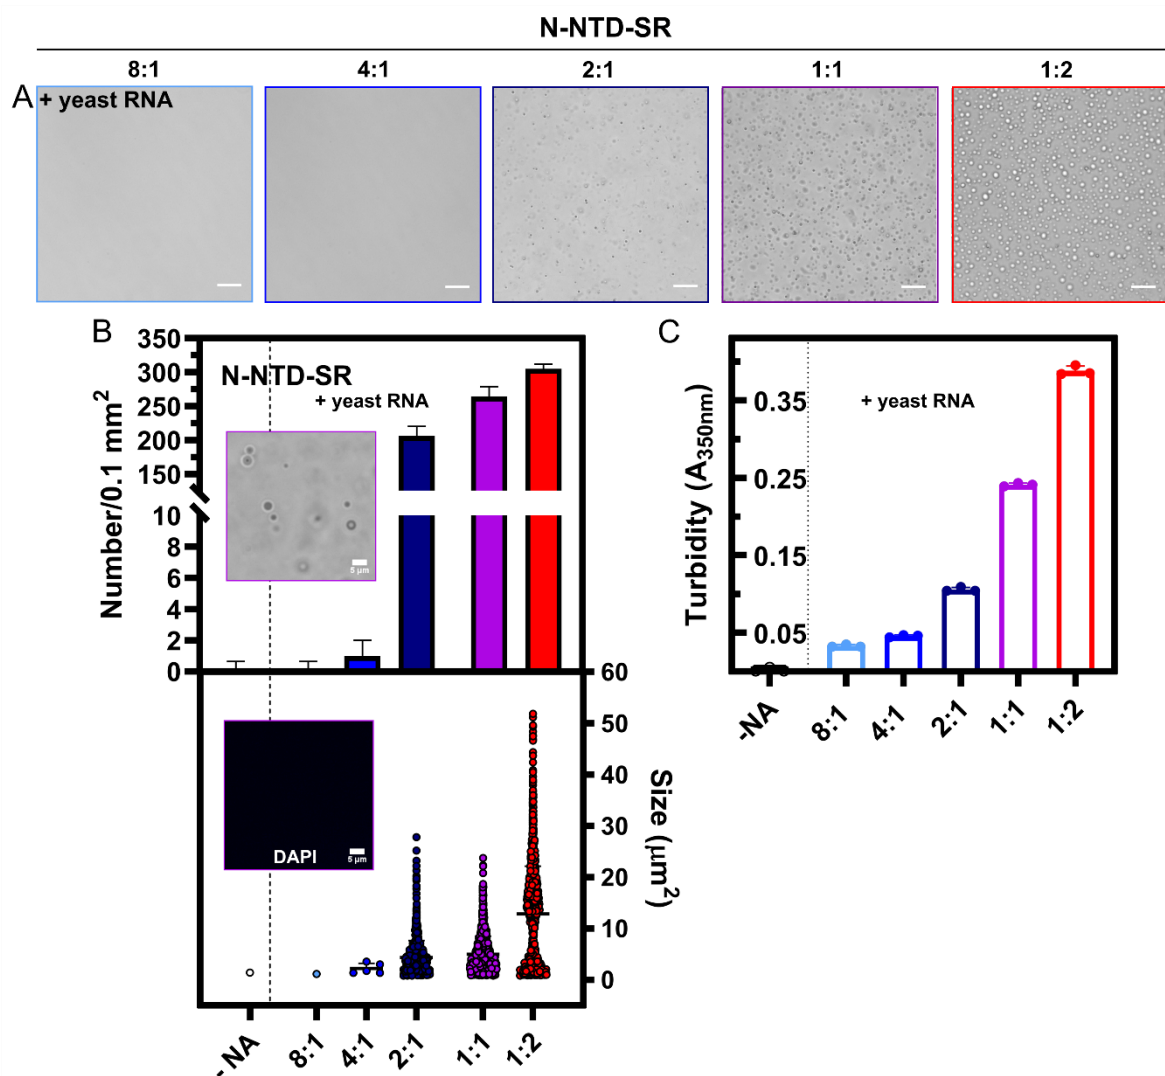 N-NTD-SR
8:1 4:1 2:1 1:1 1:2
A + yeast RNA
B
350
300
250
200
150
10
8
6
4
2
0
Number/0.1 mm²
N-NTD-SR
+ yeast RNA
5 µm
60
50
40
30
20
10
0
Size (µm²)
DAPI
5 µm
- NA 8:1 4:1 2:1 1:1 1:2
C
Turbidity (A350nm)
0.35
0.25
0.15
0.05
+ yeast RNA
-NA 8:1 4:1 2:1 1:1 1:2